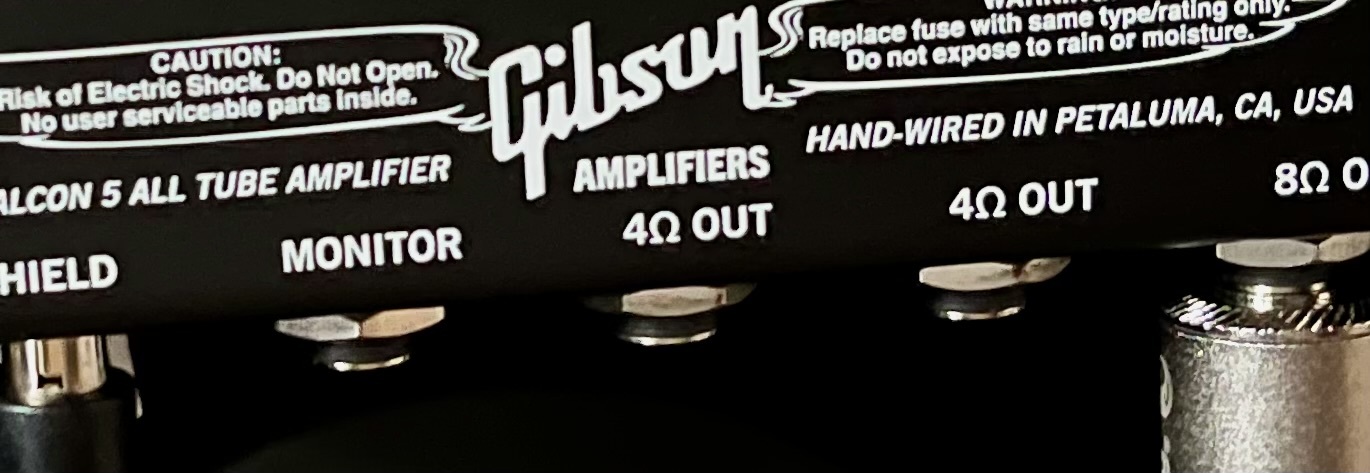 CAUTION:
Risk of Electric Shock. Do Not Open.
No user serviceable parts inside.
Gibson
AMPLIFIERS
Replace fuse with same type/rating only.
Do not expose to rain or moisture.
ALCON 5 ALL TUBE AMPLIFIER
HAND-WIRED IN PETALUMA, CA, USA
HIELD
MONITOR
4Ω OUT
4Ω OUT
8Ω O